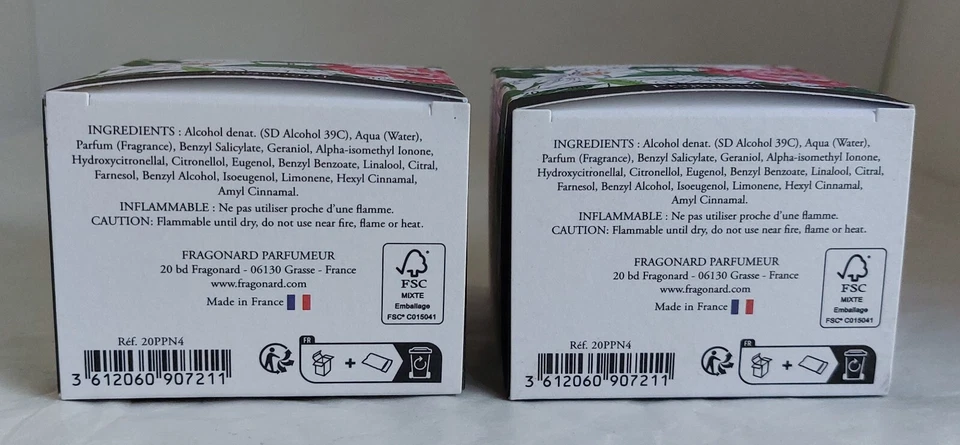 INGREDIENTS : Alcohol denat. (SD Alcohol 39C), Aqua (Water),
Parfum (Fragrance), Benzyl Salicylate, Geraniol, Alpha-isomethyl Ionone,
Hydroxycitronellal, Citronellol, Eugenol, Benzyl Benzoate, Linalool, Citral,
Farnesol, Benzyl Alcohol, Isoeugenol, Limonene, Hexyl Cinnamal,
Amyl Cinnamal.
INFLAMMABLE : Ne pas utiliser proche d'une flamme.
CAUTION: Flammable until dry, do not use near fire, flame or heat.
FRAGONARD PARFUMEUR
20 bd Fragonard - 06130 Grasse - France
www.fragonard.com
Made in France
FSC
MIXTE
Emballage
FSC® C015041
Réf. 20PPN4
3 612060 907211
FR
+
INGREDIENTS : Alcohol denat. (SD Alcohol 39C), Aqua (Water),
Parfum (Fragrance), Benzyl Salicylate, Geraniol, Alpha-isomethyl Ionone,
Hydroxycitronellal, Citronellol, Eugenol, Benzyl Benzoate, Linalool, Citral,
Farnesol, Benzyl Alcohol, Isoeugenol, Limonene, Hexyl Cinnamal,
Amyl Cinnamal.
INFLAMMABLE : Ne pas utiliser proche d'une flamme.
CAUTION: Flammable until dry, do not use near fire, flame or heat.
FRAGONARD PARFUMEUR
20 bd Fragonard - 06130 Grasse - France
www.fragonard.com
Made in France
FSC
MIXTE
Emballage
FSC® C015041
Réf. 20PPN4
3 612060 907211
FR
+